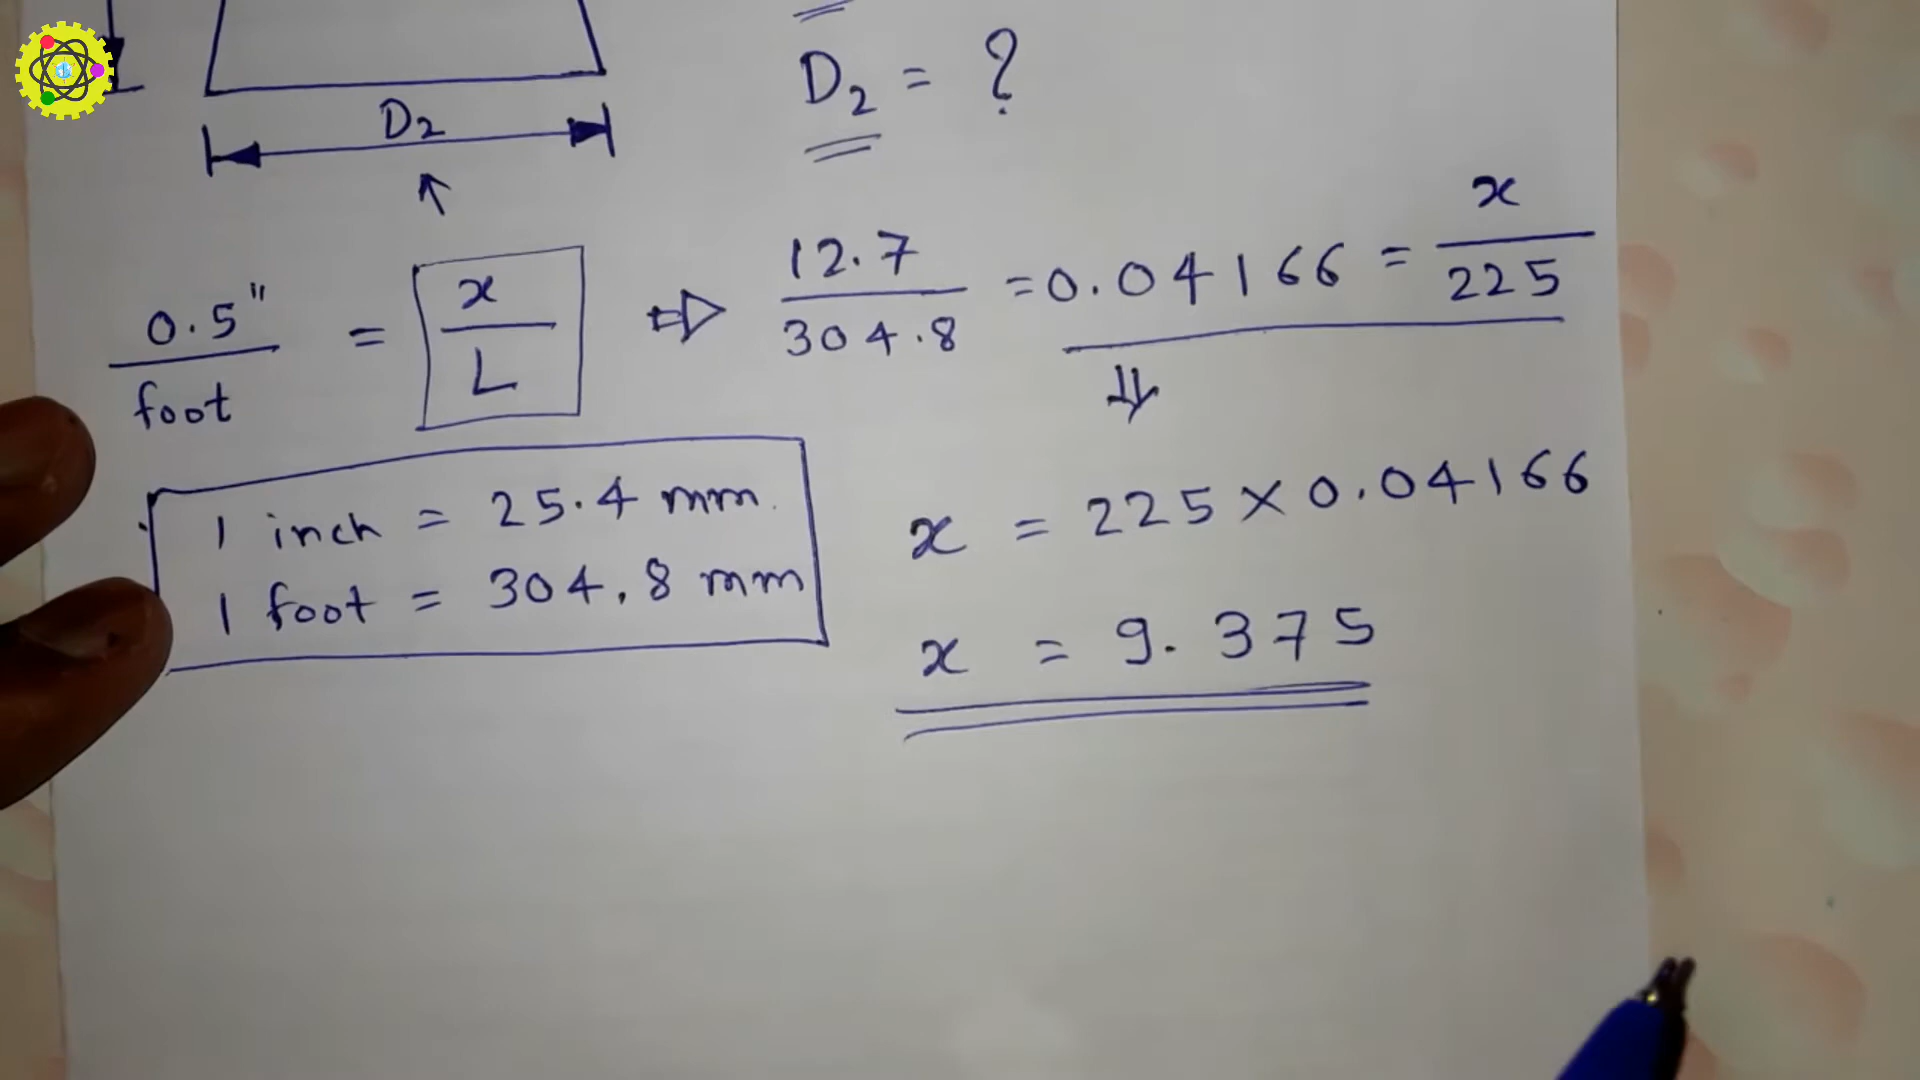 D2 = ?
D2
0.5" / foot = x / L ⇒ 12.7 / 304.8 = 0.04166 = x / 225
1 inch = 25.4 mm.
1 foot = 304.8 mm
x = 225 × 0.04166
x = 9.375